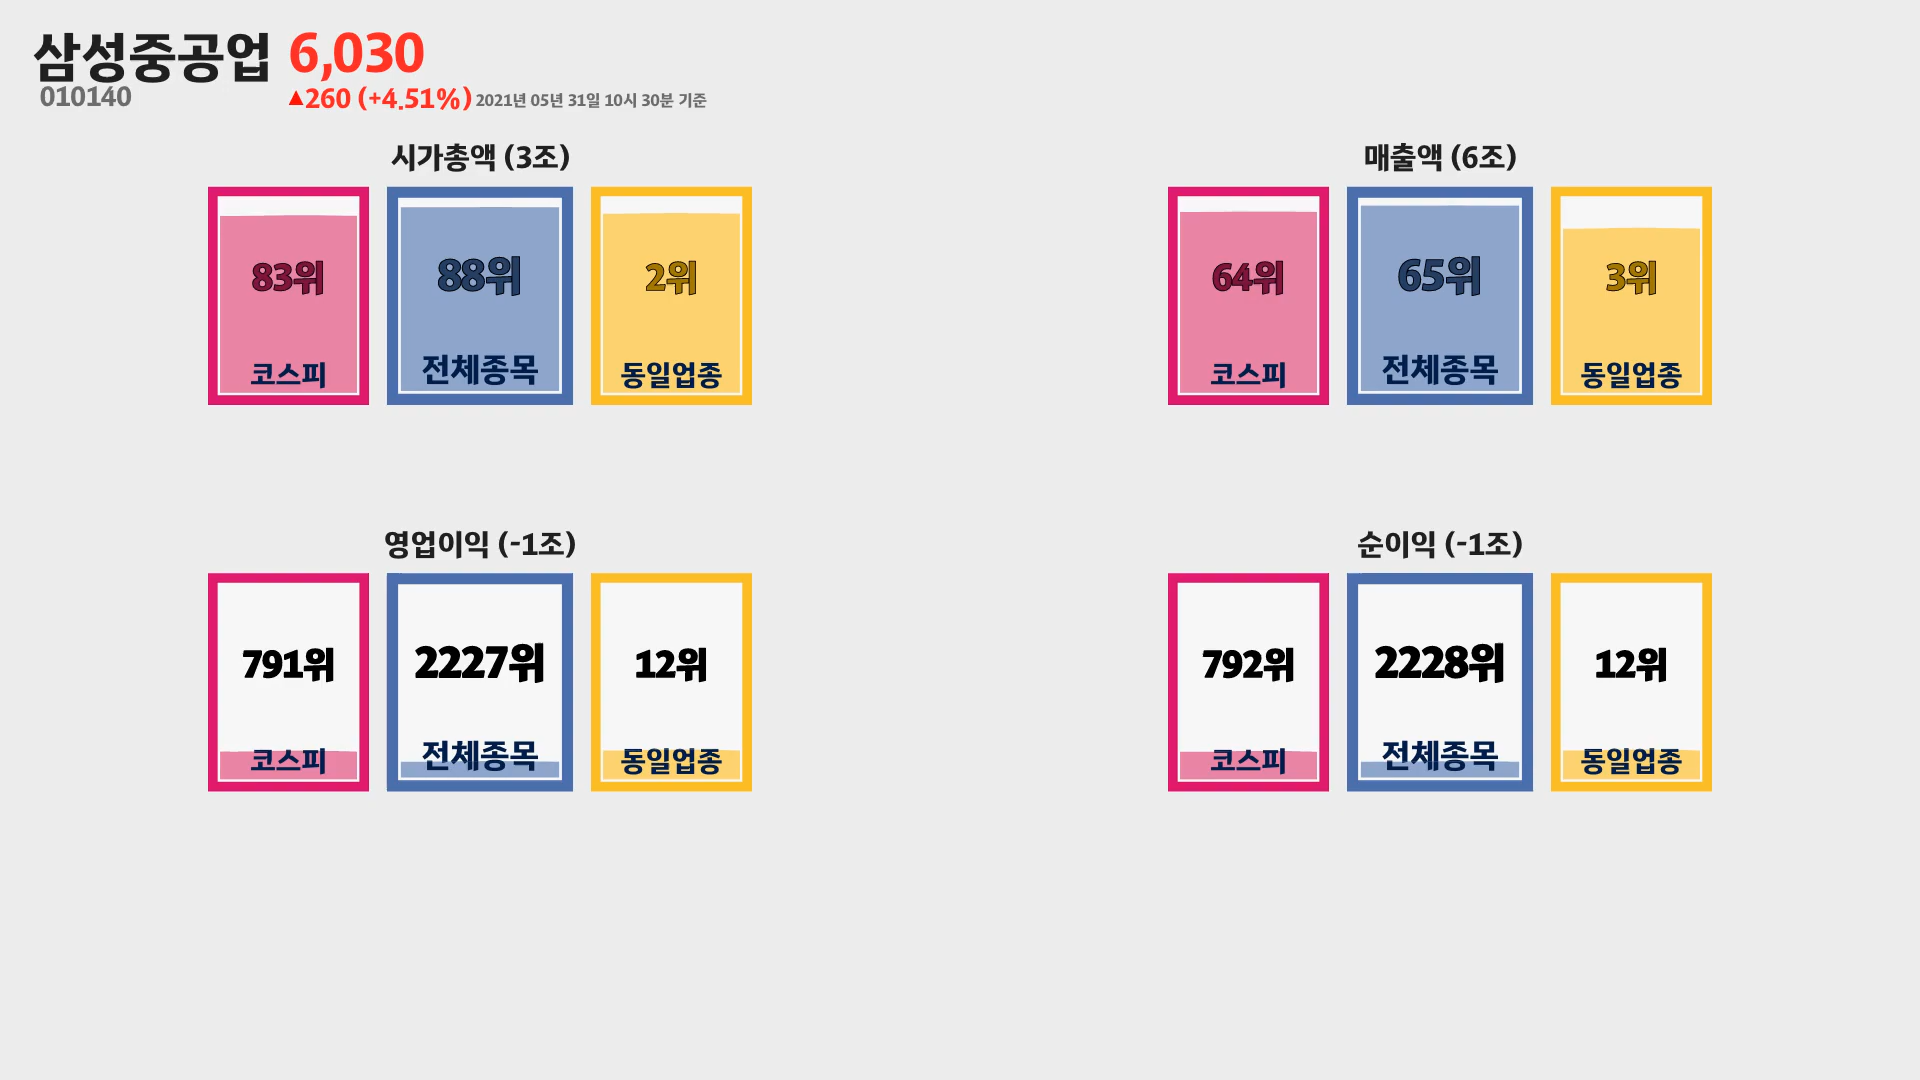 삼성중공업 6,030
010140
▲260 (+4.51%) 2021년 05년 31일 10시 30분 기준
시가총액 (3조)
83위
88위
2위
코스피
전체종목
동일업종
매출액 (6조)
64위
65위
3위
코스피
전체종목
동일업종
영업이익 (-1조)
791위
2227위
12위
코스피
전체종목
동일업종
순이익 (-1조)
792위
2228위
12위
코스피
전체종목
동일업종